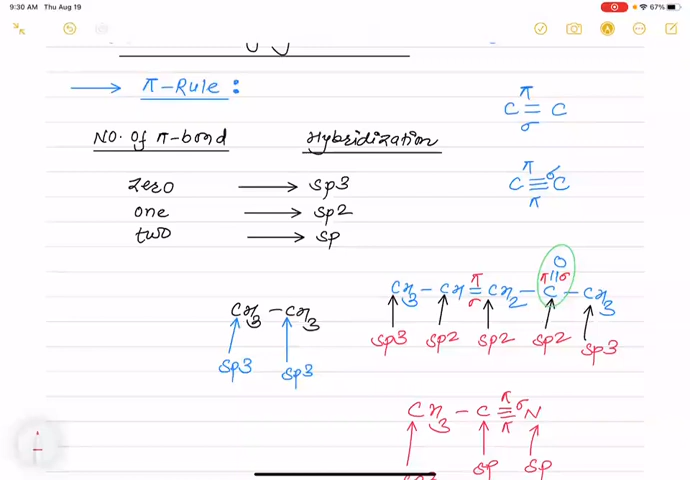 9:30 AM Thu Aug 19
67%
→ π-Rule :
No. of π-bond Hybridization
zero → sp3
one → sp2
two → sp
π
C = C
σ
π σ
C ≡ C
π
CH3 - CH3
sp3 sp3
O
π σ π || σ
CH3 - CH = CH2 - C - CH3
sp3 sp2 sp2 sp2 sp3
π σ π
CH3 - C ≡ N
sp sp